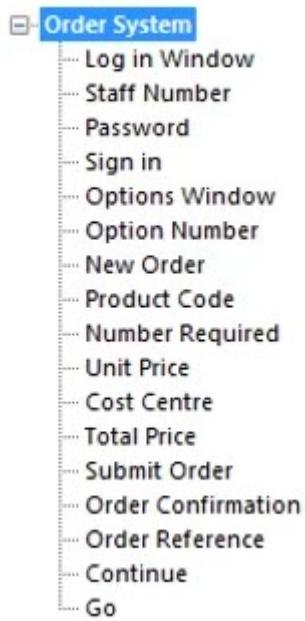 Order System
Log in Window
Staff Number
Password
Sign in
Options Window
Option Number
New Order
Product Code
Number Required
Unit Price
Cost Centre
Total Price
Submit Order
Order Confirmation
Order Reference
Continue
Go